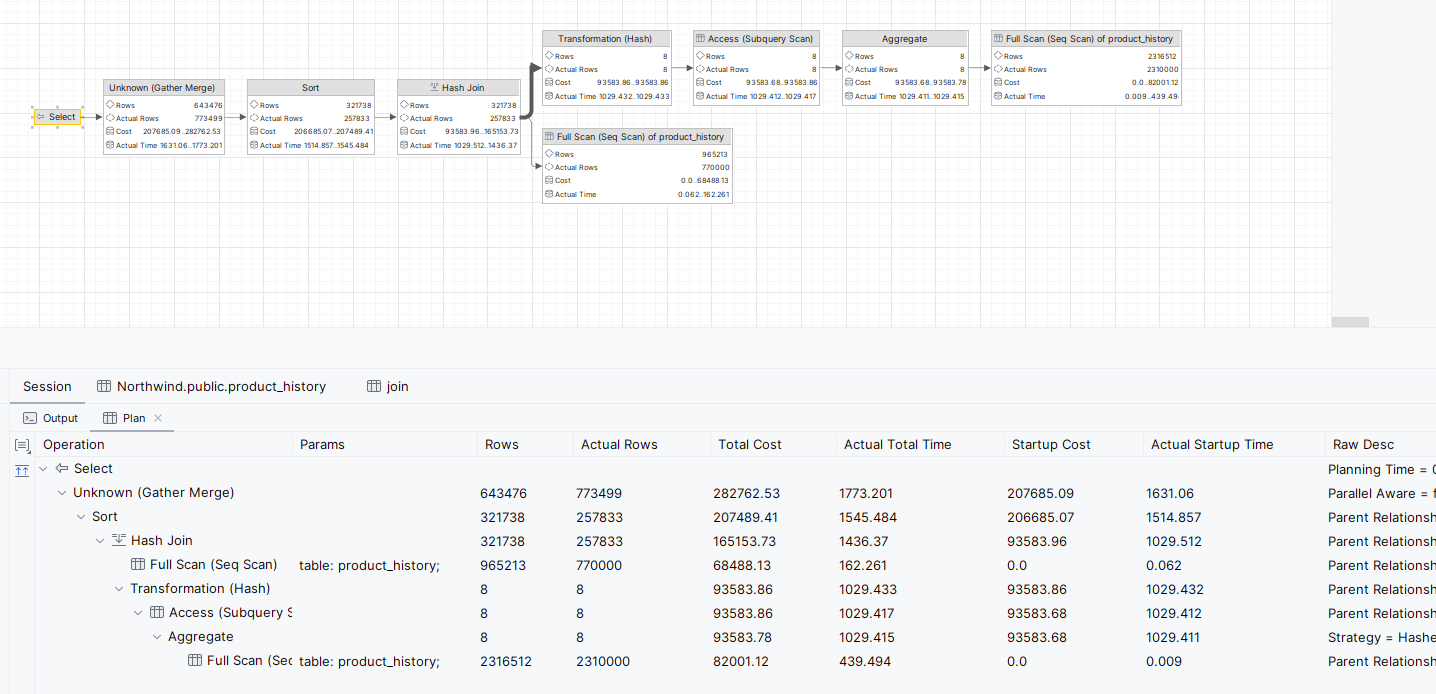 Transformation (Hash)
Rows 8
Actual Rows 8
Cost 93583.86..93583.86
Actual Time 1029.432..1029.433
Access (Subquery Scan)
Rows 8
Actual Rows 8
Cost 93583.68..93583.86
Actual Time 1029.412..1029.417
Aggregate
Rows 8
Actual Rows 8
Cost 93583.68..93583.78
Actual Time 1029.411..1029.415
Full Scan (Seq Scan) of product_history
Rows 2316512
Actual Rows 2310000
Cost 0.0..82001.12
Actual Time 0.009..439.49
Select
Unknown (Gather Merge)
Rows 643476
Actual Rows 773499
Cost 207685.09..282762.53
Actual Time 1631.06..1773.201
Sort
Rows 321738
Actual Rows 257833
Cost 206685.07..207489.41
Actual Time 1514.857..1545.484
Hash Join
Rows 321738
Actual Rows 257833
Cost 93583.96..165153.73
Actual Time 1029.512..1436.37
Full Scan (Seq Scan) of product_history
Rows 965213
Actual Rows 770000
Cost 0.0..68488.13
Actual Time 0.062..162.261
Session Northwind.public.product_history join
Output Plan
Operation Params Rows Actual Rows Total Cost Actual Total Time Startup Cost Actual Startup Time Raw Desc
Select Planning Time = 0
Unknown (Gather Merge) 643476 773499 282762.53 1773.201 207685.09 1631.06 Parallel Aware = f
Sort 321738 257833 207489.41 1545.484 206685.07 1514.857 Parent Relationsh
Hash Join 321738 257833 165153.73 1436.37 93583.96 1029.512 Parent Relationsh
Full Scan (Seq Scan) table: product_history; 965213 770000 68488.13 162.261 0.0 0.062 Parent Relationsh
Transformation (Hash) 8 8 93583.86 1029.433 93583.86 1029.432 Parent Relationsh
Access (Subquery S 8 8 93583.86 1029.417 93583.68 1029.412 Parent Relationsh
Aggregate 8 8 93583.78 1029.415 93583.68 1029.411 Strategy = Hashe
Full Scan (Sec table: product_history; 2316512 2310000 82001.12 439.494 0.0 0.009 Parent Relationsh